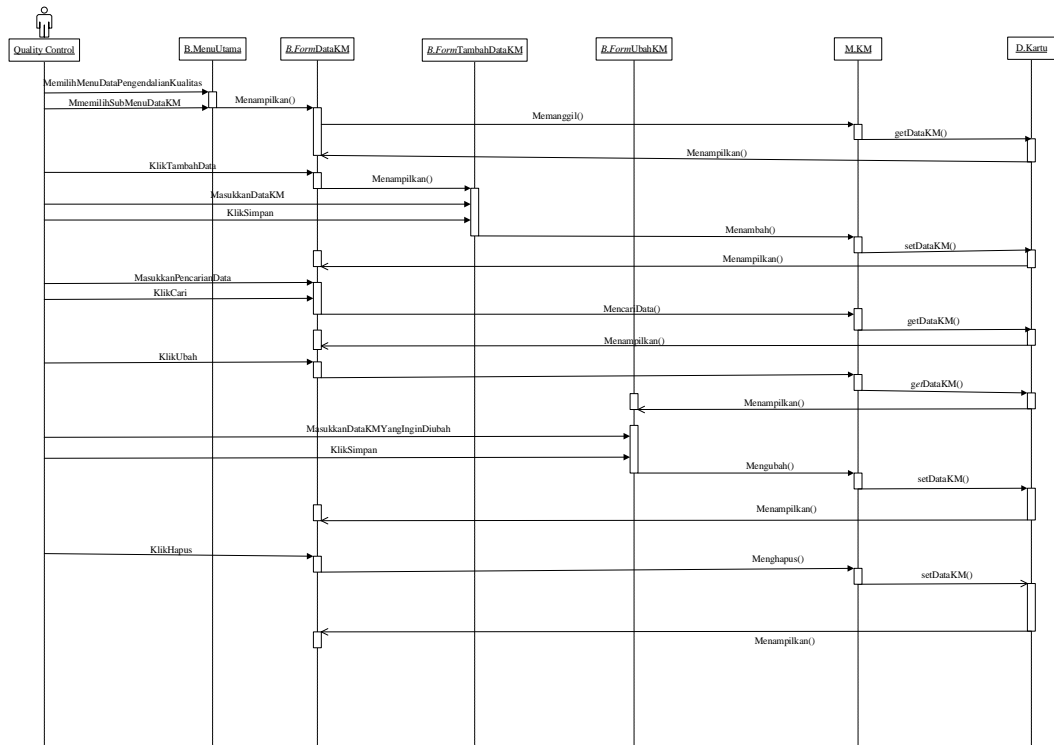 Quality Control
B.MenuUtama
B.FormDataKM
B.FormTambahDataKM
B.FormUbahKM
M.KM
D.Kartu
MemilihMenuDataPengendalianKualitas
MmemilihSubMenuDataKM
Menampilkan()
Memanggil()
getDataKM()
Menampilkan()
KlikTambahData
Menampilkan()
MasukkanDataKM
KlikSimpan
Menambah()
setDataKM()
Menampilkan()
MasukkanPencarianData
KlikCari
MencariData()
getDataKM()
Menampilkan()
KlikUbah
getDataKM()
Menampilkan()
MasukkanDataKMYangInginDiubah
KlikSimpan
Mengubah()
setDataKM()
Menampilkan()
KlikHapus
Menghapus()
setDataKM()
Menampilkan()